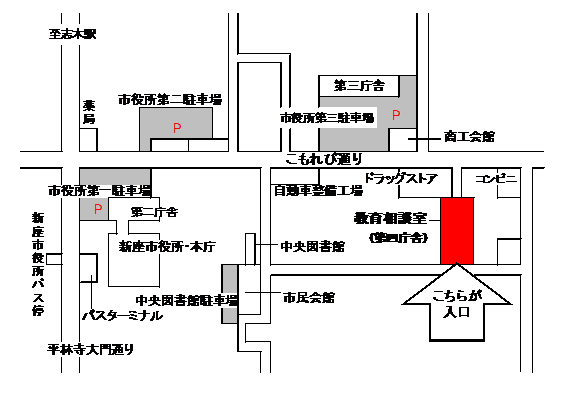 至志木駅
第三庁舎
市役所第二駐車場
薬局
P
市役所第三駐車場
P
商工会館
こもれび通り
ドラッグストア
コンビニ
市役所第一駐車場
自動車整備工場
P
第二庁舎
教育相談室
(第四庁舎)
新座市役所バス停
新座市役所・本庁
中央図書館
中央図書館駐車場
市民会館
こちらが
入口
バスターミナル
平林寺大門通り